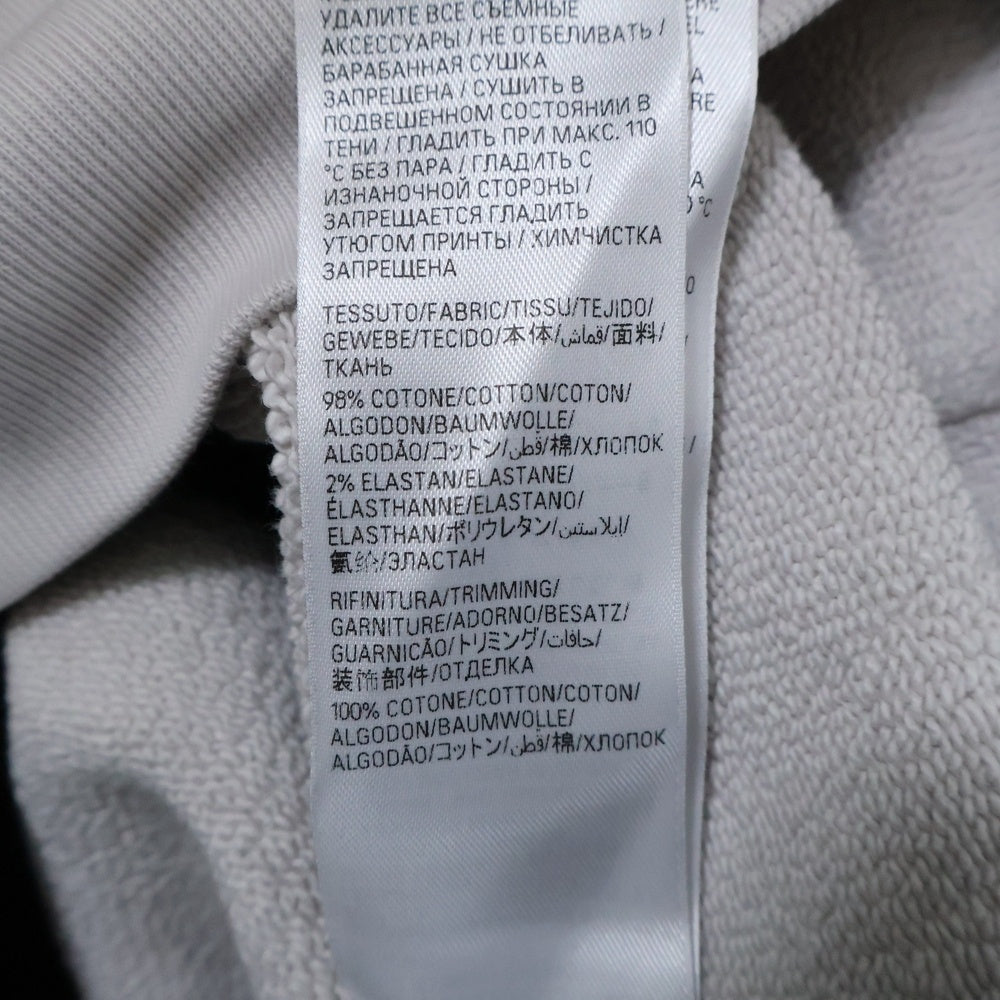 УДАЛИТЕ ВСЕ СЪЕМНЫЕ
АКСЕССУАРЫ / НЕ ОТБЕЛИВАТЬ /
БАРАБАННАЯ СУШКА
ЗАПРЕЩЕНА / СУШИТЬ В
ПОДВЕШЕННОМ СОСТОЯНИИ В
ТЕНИ / ГЛАДИТЬ ПРИ МАКС. 110
°C БЕЗ ПАРА / ГЛАДИТЬ С
ИЗНАНОЧНОЙ СТОРОНЫ /
ЗАПРЕЩАЕТСЯ ГЛАДИТЬ
УТЮГОМ ПРИНТЫ / ХИМЧИСТКА
ЗАПРЕЩЕНА
TESSUTO/FABRIC/TISSU/TEJIDO/
GEWEBE/TECIDO/本体/قماش/面料/
ТКАНЬ
98% COTONE/COTTON/COTON/
ALGODON/BAUMWOLLE/
ALGODÃO/コットン/قطن/棉/ХЛОПОК
2% ELASTAN/ELASTANE/
ÉLASTHANNE/ELASTANO/
ELASTHAN/ポリウレタン/إيلاستين/
氨纶/ЭЛАСТАН
RIFINITURA/TRIMMING/
GARNITURE/ADORNO/BESATZ/
GUARNICÃO/トリミング/حافات/
装饰部件/ОТДЕЛКА
100% COTONE/COTTON/COTON/
ALGODON/BAUMWOLLE/
ALGODÃO/コットン/قطن/棉/ХЛОПОК